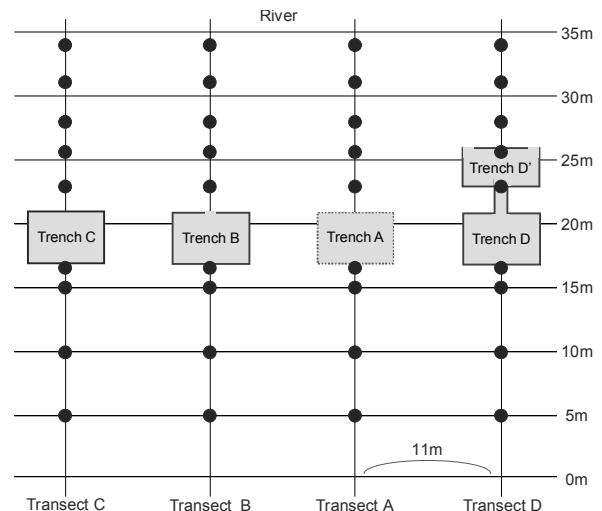 River
35m
30m
25m
Trench D'
20m
Trench C
Trench B
Trench A
Trench D
15m
10m
5m
11m
0m
Transect C
Transect B
Transect A
Transect D